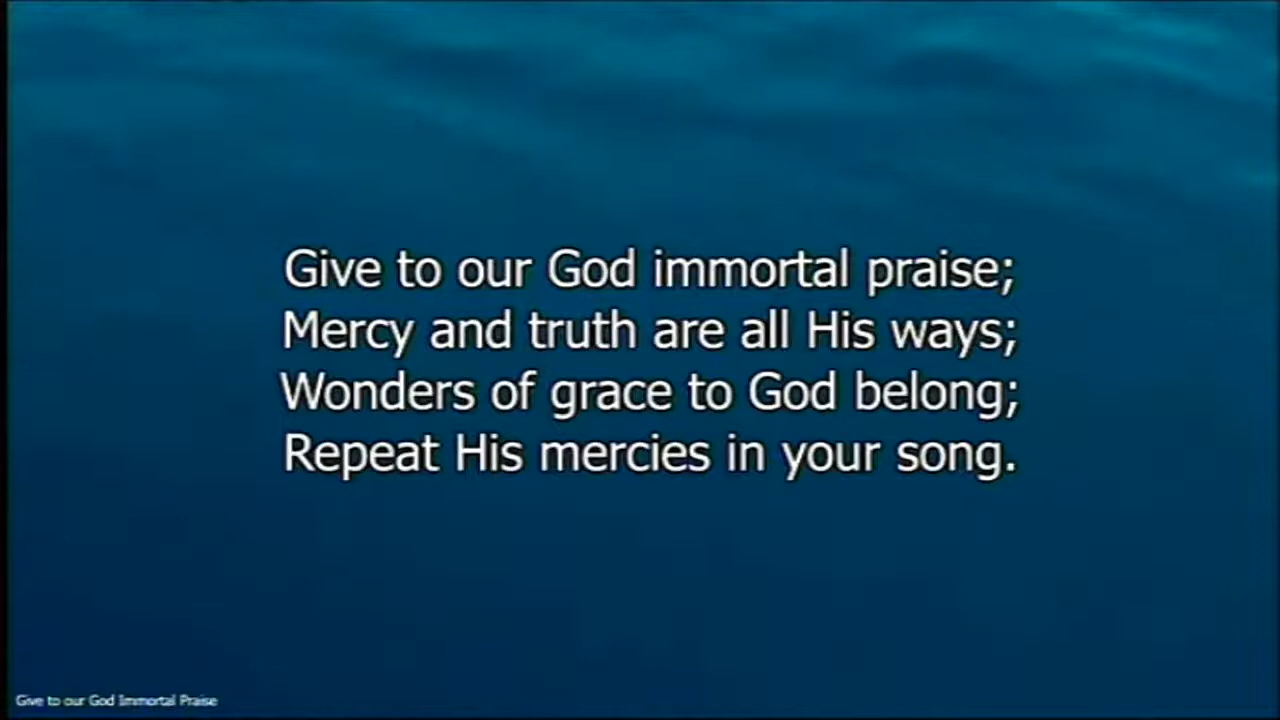 Give to our God immortal praise;
Mercy and truth are all His ways;
Wonders of grace to God belong;
Repeat His mercies in your song.
Give to our God Immortal Praise